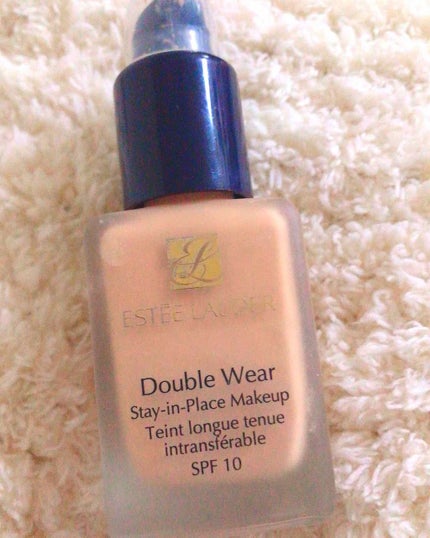 ESTEE LAUDER
Double Wear
Stay-in-Place Makeup
Teint longue tenue
intransférable
SPF 10